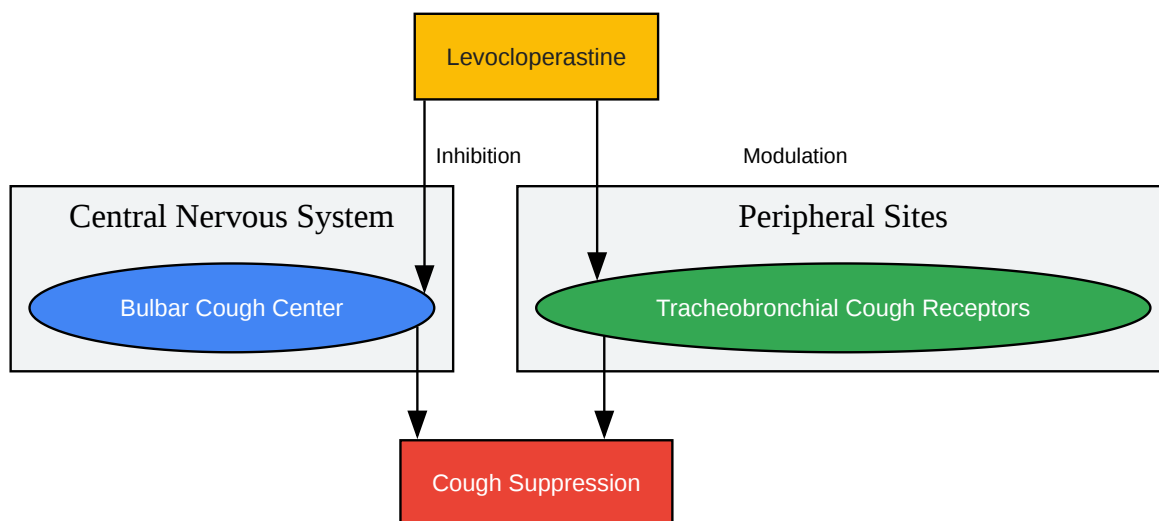 Levocloperastine
Inhibition
Modulation
Central Nervous System
Peripheral Sites
Bulbar Cough Center
Tracheobronchial Cough Receptors
Cough Suppression